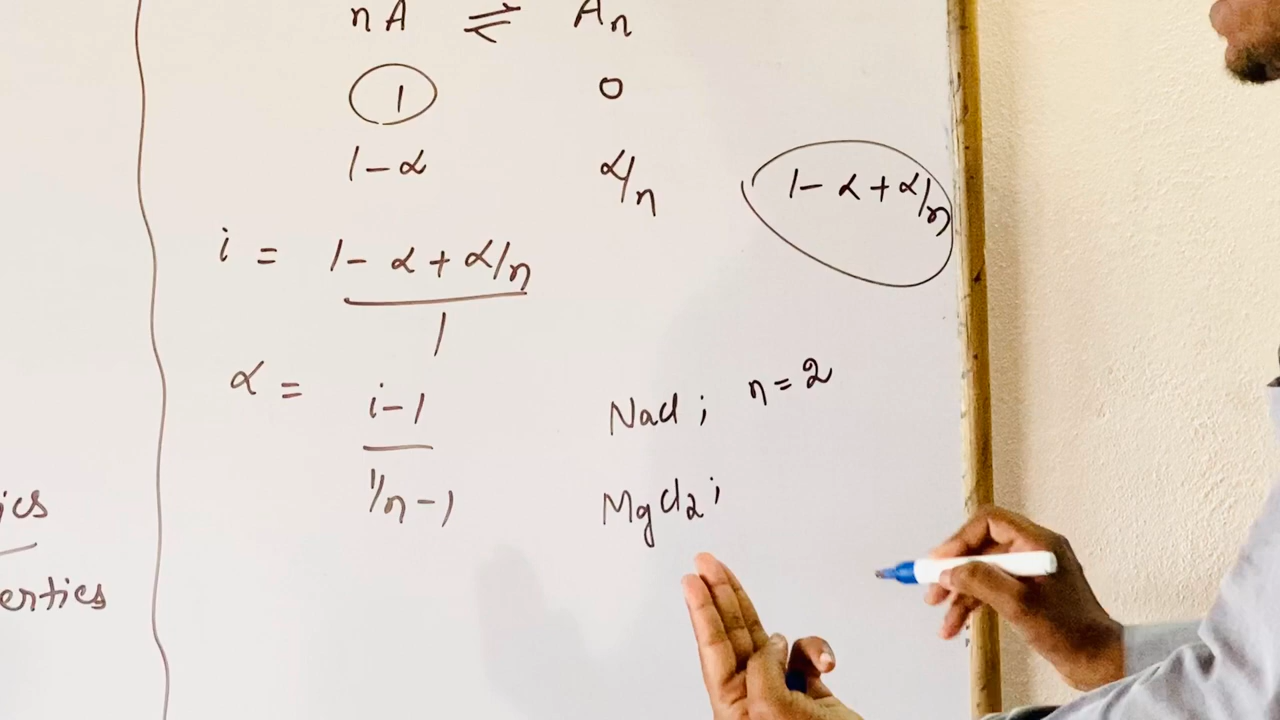 nA ⇌ An
1 0
1-α α/n
1- α + α/n
i = 1- α + α/n
1
α = i-1
1/n-1
Nacl ; n=2
MgCl2 ;
ics
erties